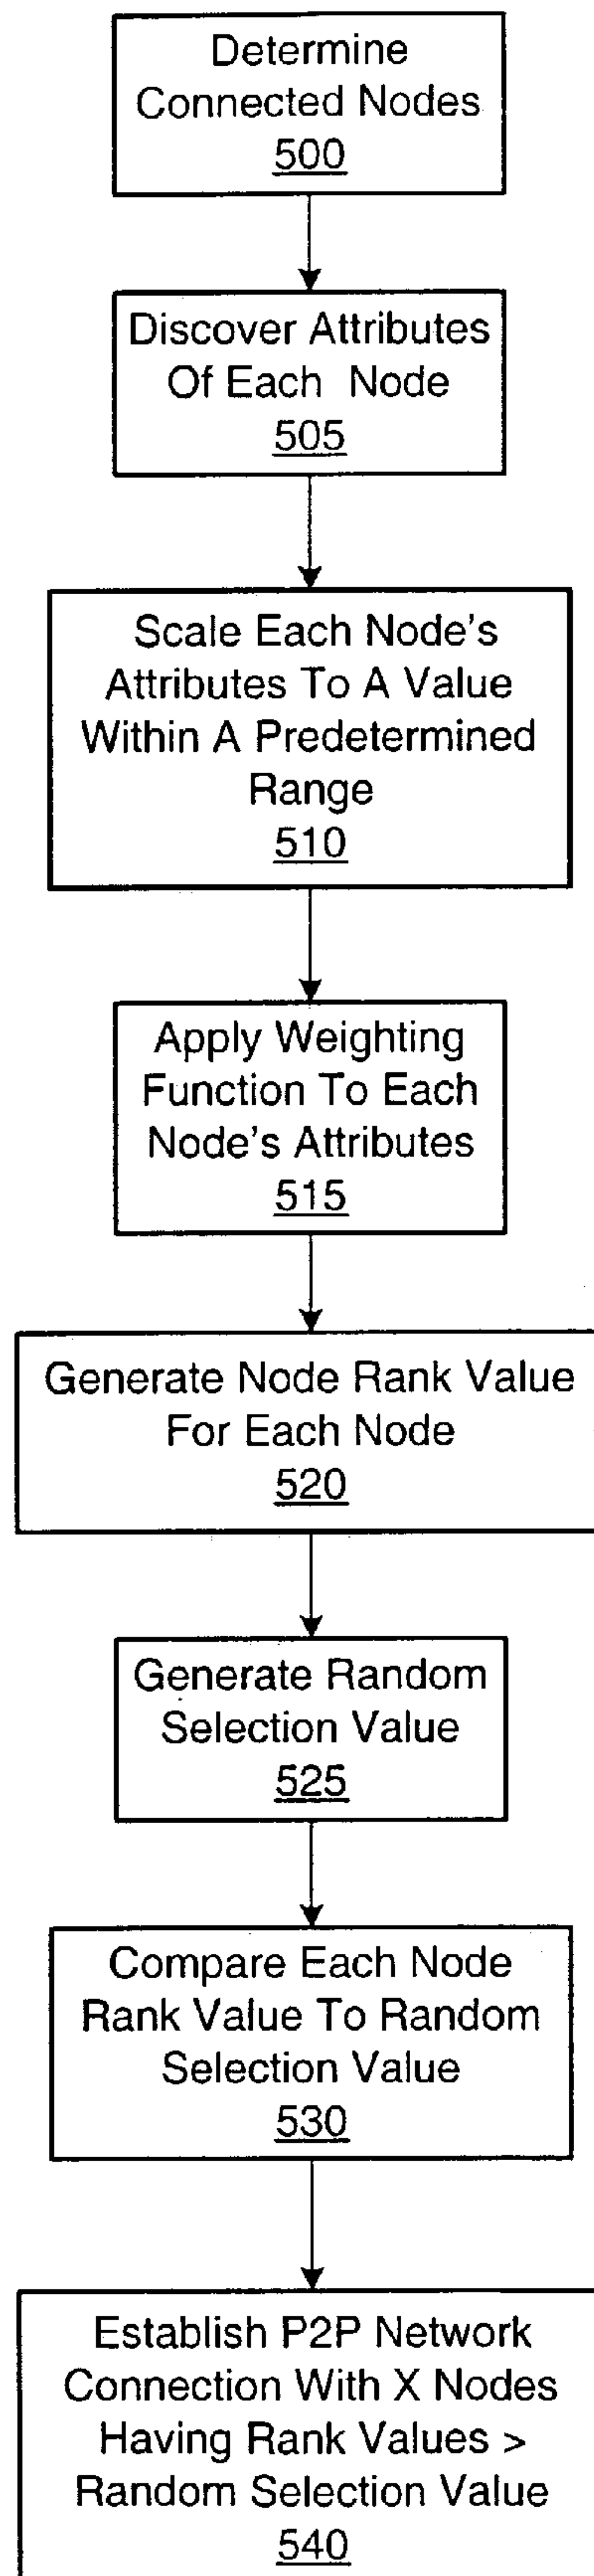 Determine
Connected Nodes
500
Discover Attributes
Of Each Node
505
Scale Each Node's
Attributes To A Value
Within A Predetermined
Range
510
Apply Weighting
Function To Each
Node's Attributes
515
Generate Node Rank Value
For Each Node
520
Generate Random
Selection Value
525
Compare Each Node
Rank Value To Random
Selection Value
530
Establish P2P Network
Connection With X Nodes
Having Rank Values >
Random Selection Value
540